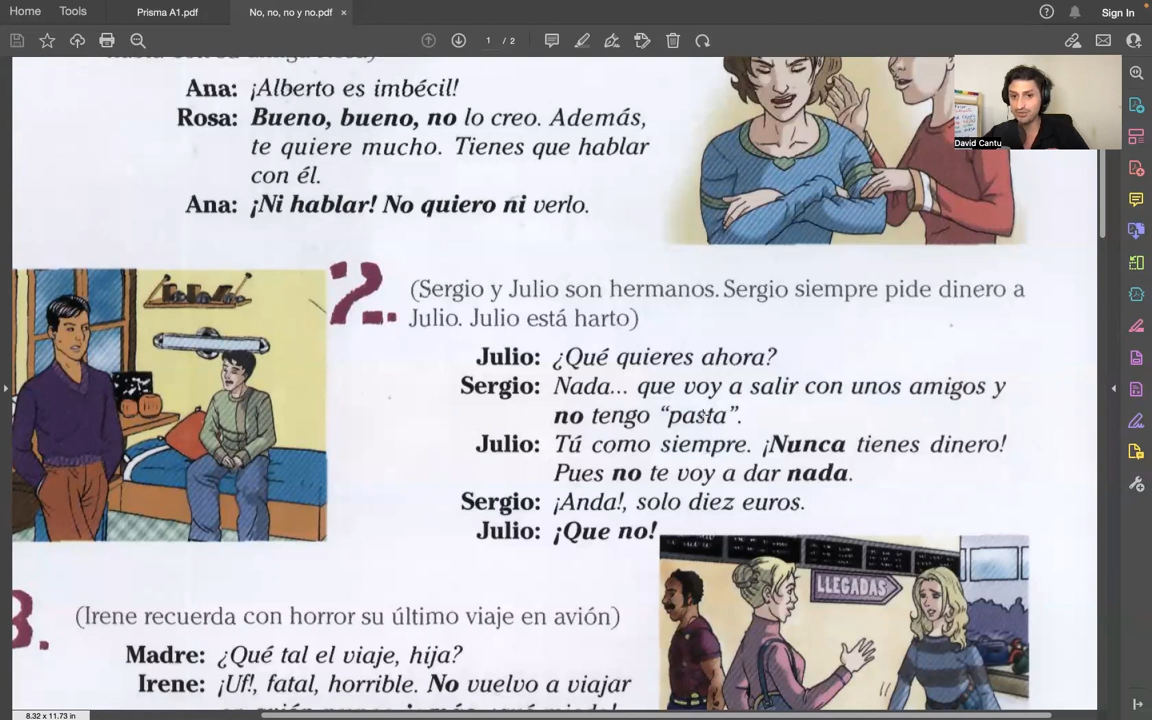 Home Tools Prisma A1.pdf No, no, no y no.pdf × Sign In
1 / 2
Ana: ¡Alberto es imbécil!
Rosa: Bueno, bueno, no lo creo. Además,
te quiere mucho. Tienes que hablar
con él.
Ana: ¡Ni hablar! No quiero ni verlo.
David Cantu
2.
(Sergio y Julio son hermanos. Sergio siempre pide dinero a
Julio. Julio está harto)
Julio: ¿Qué quieres ahora?
Sergio: Nada... que voy a salir con unos amigos y
no tengo “pasta”.
Julio: Tú como siempre. ¡Nunca tienes dinero!
Pues no te voy a dar nada.
Sergio: ¡Anda!, solo diez euros.
Julio: ¡Que no!
LLEGADAS
3.
(Irene recuerda con horror su último viaje en avión)
Madre: ¿Qué tal el viaje, hija?
Irene: ¡Uf!, fatal, horrible. No vuelvo a viajar
8.32 x 11.73 in